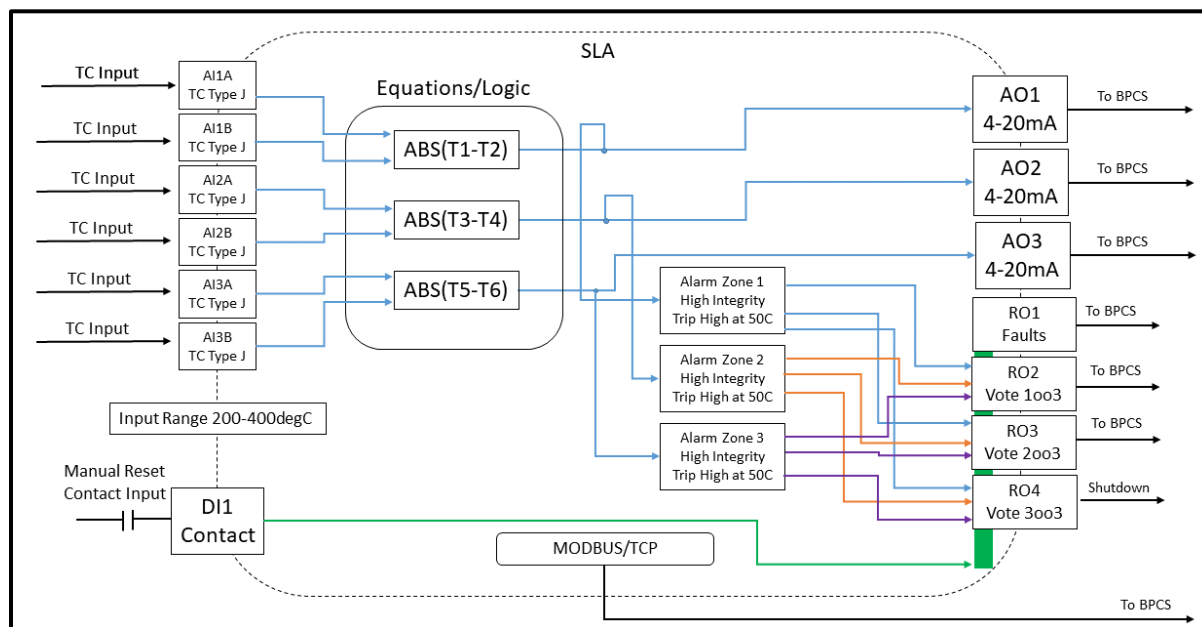 SLA
TC Input
AI1A
TC Type J
TC Input
AI1B
TC Type J
TC Input
AI2A
TC Type J
TC Input
AI2B
TC Type J
TC Input
AI3A
TC Type J
TC Input
AI3B
TC Type J
Input Range 200-400degC
Manual Reset
Contact Input
DI1
Contact
Equations/Logic
ABS(T1-T2)
ABS(T3-T4)
ABS(T5-T6)
Alarm Zone 1
High Integrity
Trip High at 50C
Alarm Zone 2
High Integrity
Trip High at 50C
Alarm Zone 3
High Integrity
Trip High at 50C
MODBUS/TCP
AO1
4-20mA
To BPCS
AO2
4-20mA
To BPCS
AO3
4-20mA
To BPCS
RO1
Faults
To BPCS
RO2
Vote 1oo3
To BPCS
RO3
Vote 2oo3
To BPCS
RO4
Vote 3oo3
Shutdown
To BPCS